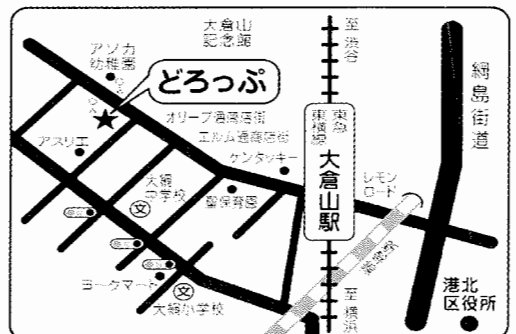 大倉山
記念館
至渋谷
綱島街道
アソカ
幼稚園
どろっぷ
オリーブ通商店街
エルム通商店街
ケンタッキー
東急
東横線
大倉山駅
レモン
ロード
アスリエ
大綱
中学校
文
保育園
ヨークマート
文
大綱小学校
至横浜
港北
区役所